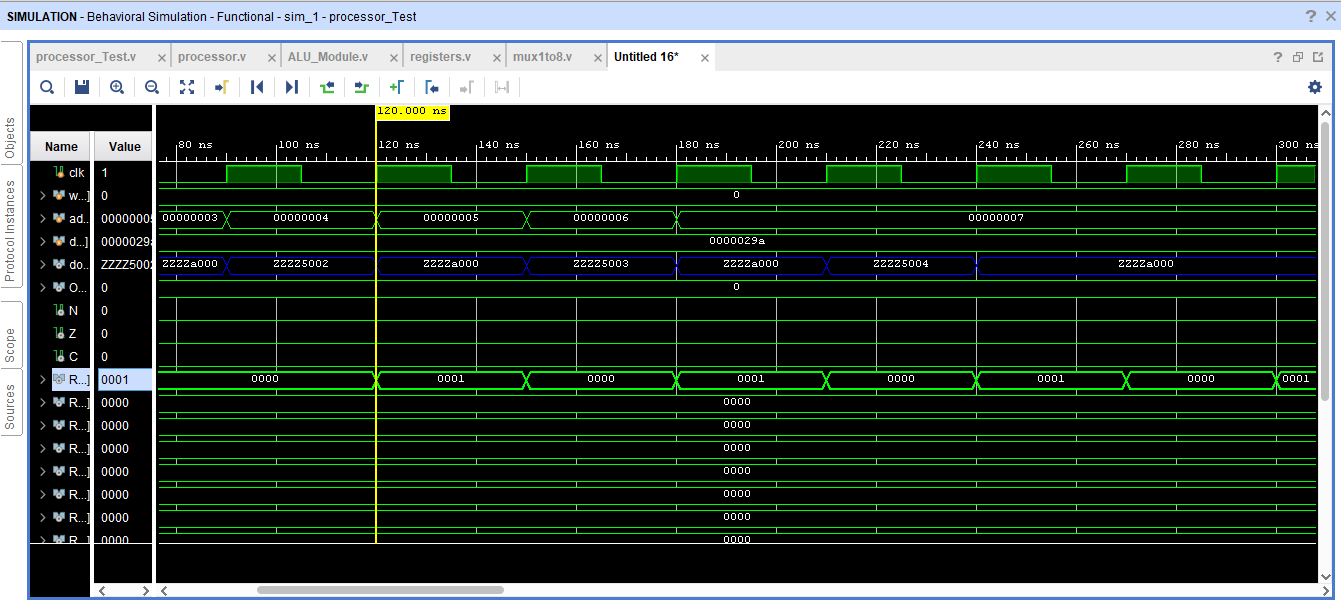 SIMULATION - Behavioral Simulation - Functional - sim_1 - processor_Test
? ×
processor_Test.v × processor.v × ALU_Module.v × registers.v × mux1to8.v × Untitled 16* ×
Objects
Protocol Instances
Scope
Sources
120.000 ns
Name Value
80 ns 100 ns 120 ns 140 ns 160 ns 180 ns 200 ns 220 ns 240 ns 260 ns 280 ns 300 ns
clk 1
w...] 0 0
ad.. 00000005 00000003 00000004 00000005 00000006 00000007
d...] 0000029a 0000029a
do.. ZZZZ5002 ZZZZa000 ZZZZ5002 ZZZZa000 ZZZZ5003 ZZZZa000 ZZZZ5004 ZZZZa000
O... 0 0
N 0
Z 0
C 0
R...] 0001 0000 0001 0000 0001 0000 0001 0000 0001
R...] 0000 0000
R...] 0000 0000
R...] 0000 0000
R...] 0000 0000
R...] 0000 0000
R...] 0000 0000
R...] 0000 0000